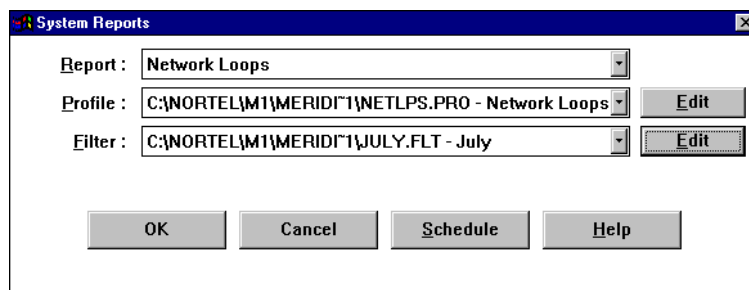 System Reports
Report : Network Loops
Profile : C:\NORTEL\M1\MERIDI~1\NETLPS.PRO - Network Loops Edit
Filter : C:\NORTEL\M1\MERIDI~1\JULY.FLT - July Edit
OK Cancel Schedule Help